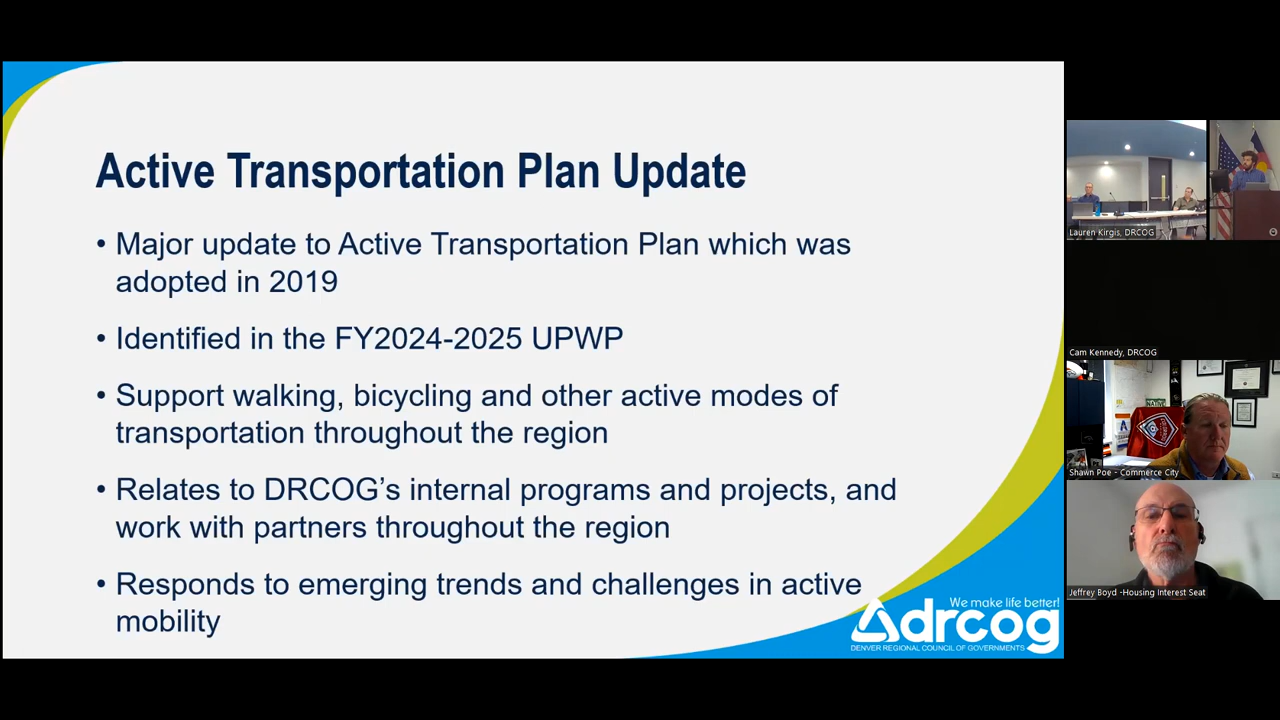 Active Transportation Plan Update
• Major update to Active Transportation Plan which was
adopted in 2019
• Identified in the FY2024-2025 UPWP
• Support walking, bicycling and other active modes of
transportation throughout the region
• Relates to DRCOG’s internal programs and projects, and
work with partners throughout the region
• Responds to emerging trends and challenges in active
mobility
We make life better!
drcog
DENVER REGIONAL COUNCIL OF GOVERNMENTS
Lauren Kirgis, DRCOG
Cam Kennedy, DRCOG
NATIVE
Shawn Poe - Commerce City
Jeffrey Boyd -Housing Interest Seat